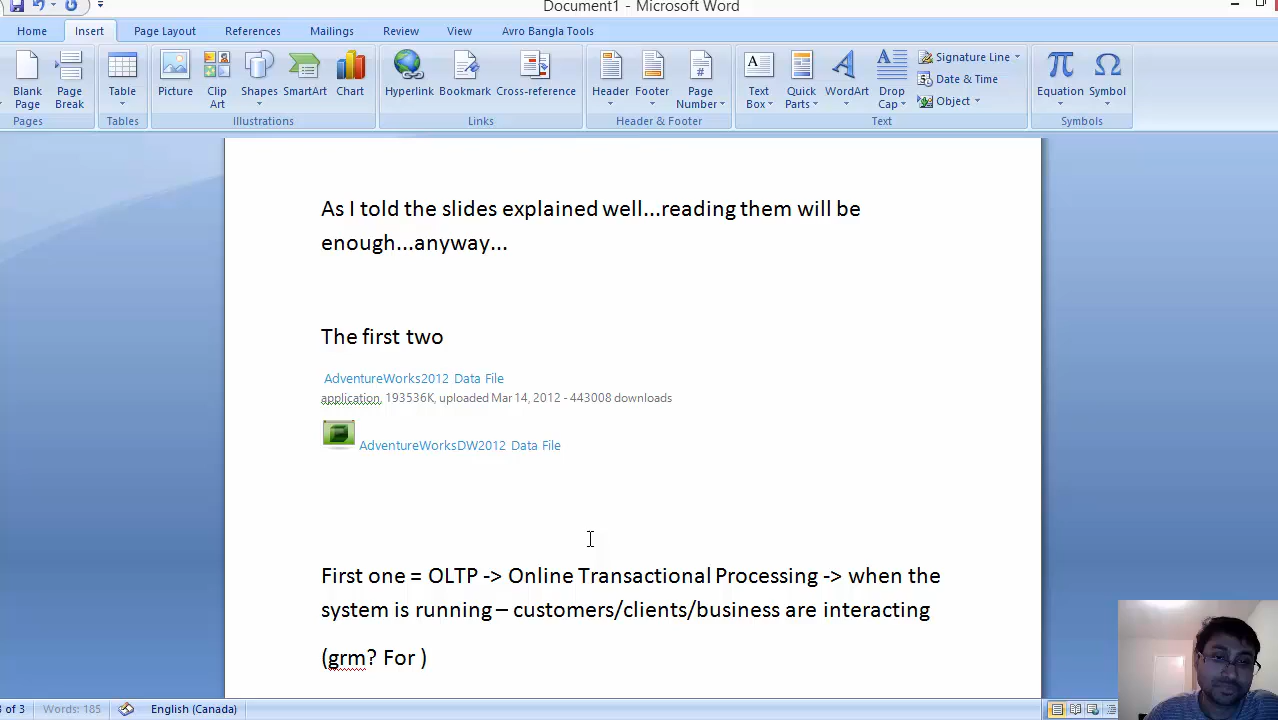 Document1 - Microsoft Word
Home Insert Page Layout References Mailings Review View Avro Bangla Tools
Blank Page
Page Break
Table
Picture
Clip Art
Shapes
SmartArt
Chart
Hyperlink
Bookmark
Cross-reference
Header
Footer
Page Number
Text Box
Quick Parts
WordArt
Drop Cap
Signature Line
Date & Time
Object
Equation
Symbol
Pages Tables Illustrations Links Header & Footer Text Symbols
As I told the slides explained well...reading them will be
enough...anyway...
The first two
AdventureWorks2012 Data File
application, 193536K, uploaded Mar 14, 2012 - 443008 downloads
AdventureWorksDW2012 Data File
First one = OLTP -> Online Transactional Processing -> when the
system is running – customers/clients/business are interacting
(grm? For )
of 3 Words: 185 English (Canada)